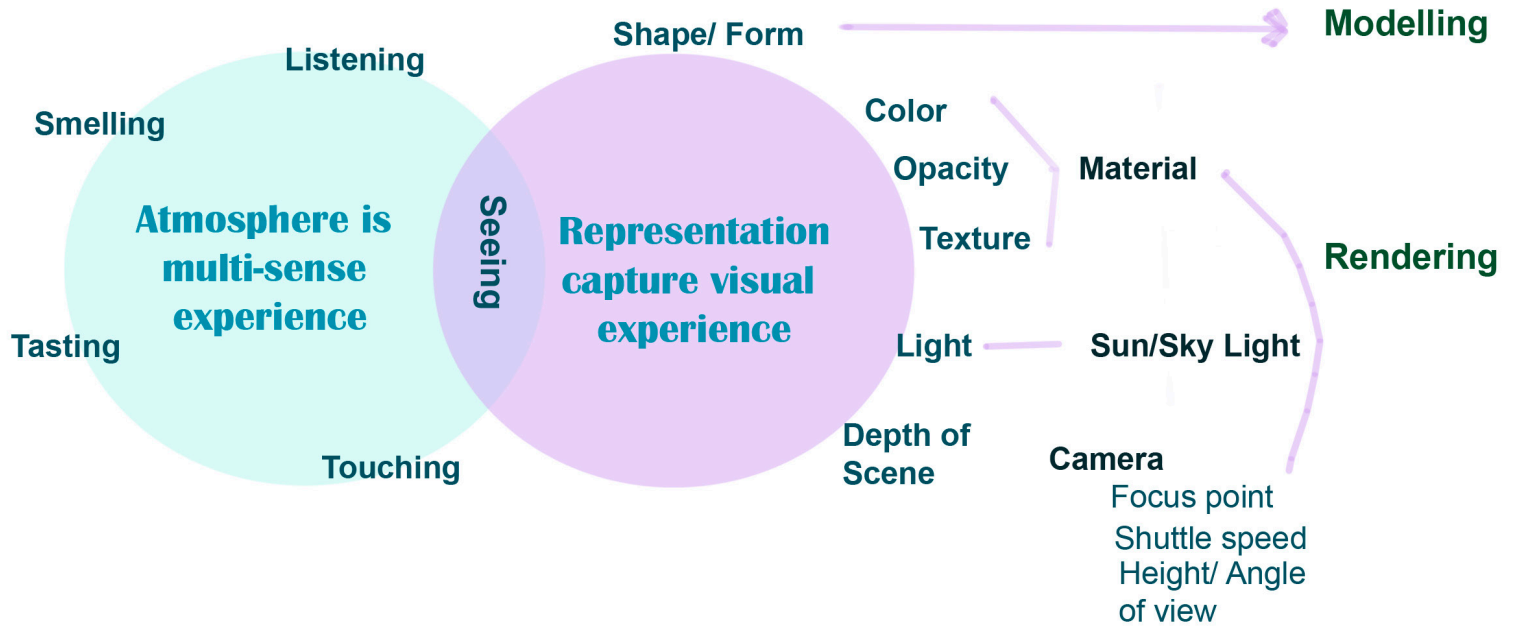 Shape/ Form
Modelling
Listening
Smelling
Color
Opacity
Material
Texture
Atmosphere is
multi-sense
experience
Seeing
Representation
capture visual
experience
Rendering
Tasting
Light
Sun/Sky Light
Touching
Depth of
Scene
Camera
Focus point
Shuttle speed
Height/ Angle
of view